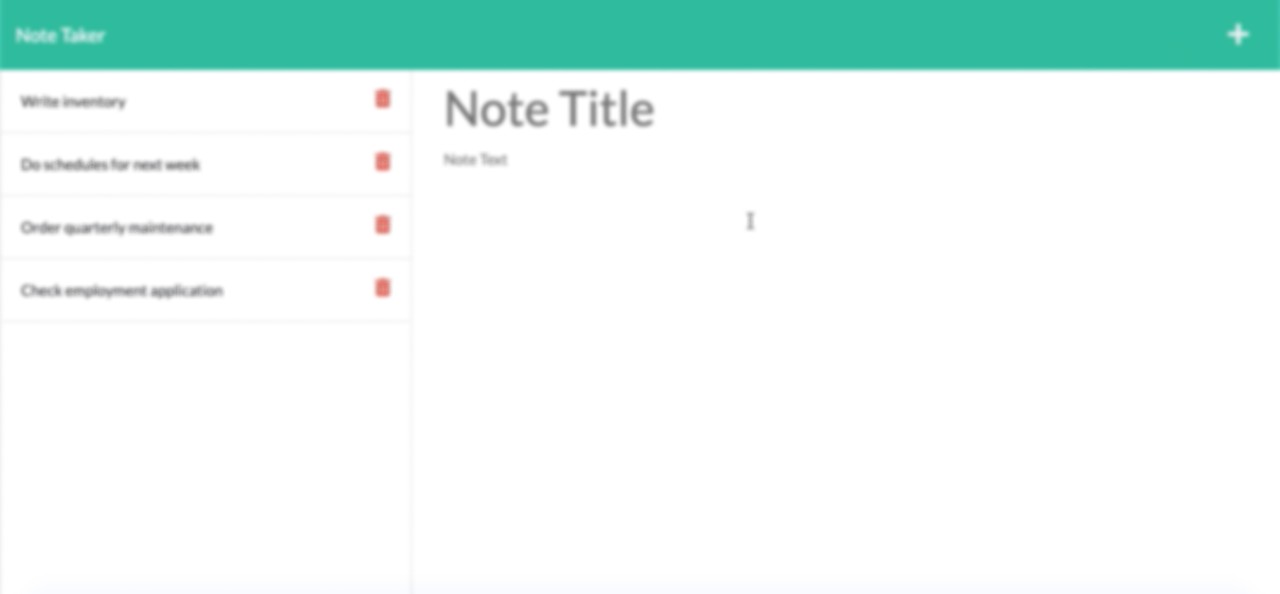 Note Taker
Write inventory
Do schedules for next week
Order quarterly maintenance
Check employment application
Note Title
Note Text